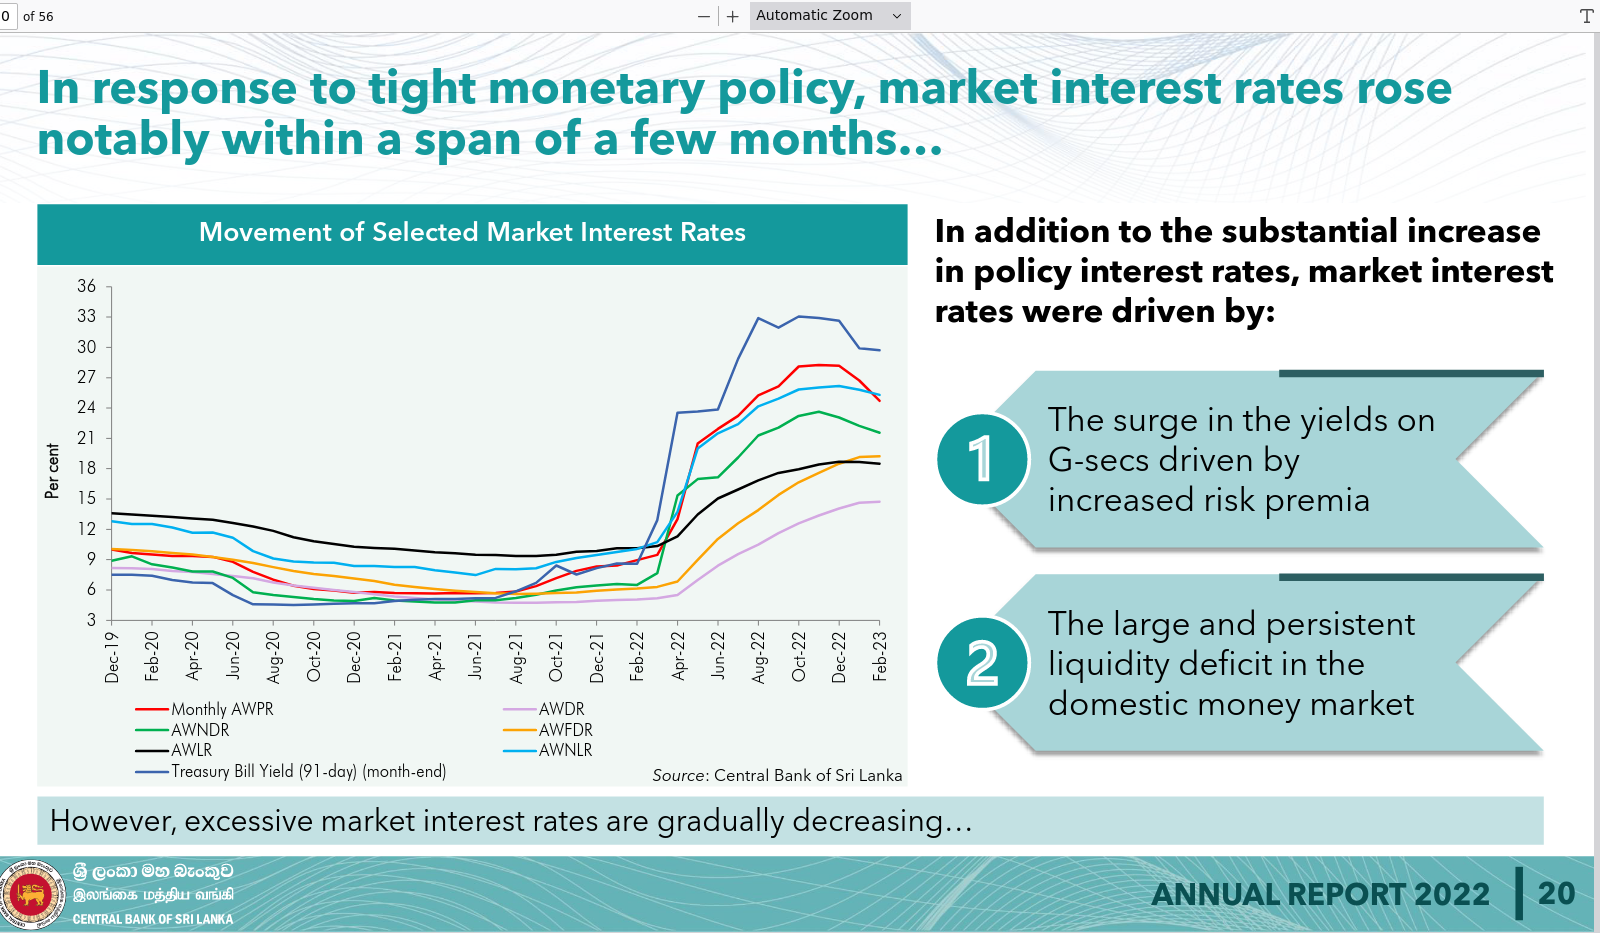 0 of 56
Automatic Zoom
In response to tight monetary policy, market interest rates rose
notably within a span of a few months...
Movement of Selected Market Interest Rates
36
33
30
27
24
21
18
15
12
9
6
3
Per cent
Dec-19
Feb-20
Apr-20
Jun-20
Aug-20
Oct-20
Dec-20
Feb-21
Apr-21
Jun-21
Aug-21
Oct-21
Dec-21
Feb-22
Apr-22
Jun-22
Aug-22
Oct-22
Dec-22
Feb-23
Monthly AWPR
AWDR
AWNDR
AWFDR
AWLR
AWNLR
Treasury Bill Yield (91-day) (month-end)
Source: Central Bank of Sri Lanka
In addition to the substantial increase
in policy interest rates, market interest
rates were driven by:
1
The surge in the yields on
G-secs driven by
increased risk premia
2
The large and persistent
liquidity deficit in the
domestic money market
However, excessive market interest rates are gradually decreasing...
ශ්‍රී ලංකා මහ බැංකුව
இலங்கை மத்திய வங்கி
CENTRAL BANK OF SRI LANKA
ANNUAL REPORT 2022
20